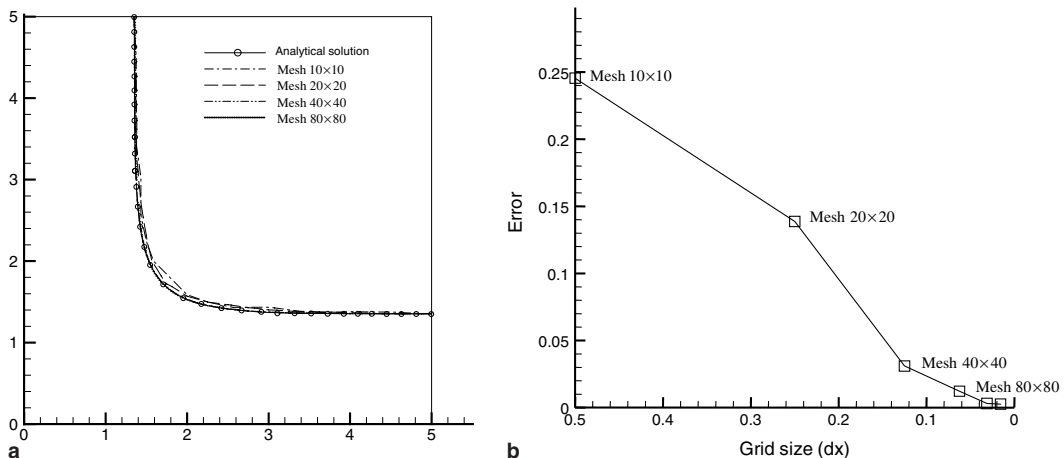 5
4
3
2
1
0
0
1
2
3
4
5
Analytical solution
Mesh 10×10
Mesh 20×20
Mesh 40×40
Mesh 80×80
a
0.25
0.2
0.15
0.1
0.05
0
Error
0.5
0.4
0.3
0.2
0.1
0
Grid size (dx)
Mesh 10×10
Mesh 20×20
Mesh 40×40
Mesh 80×80
b